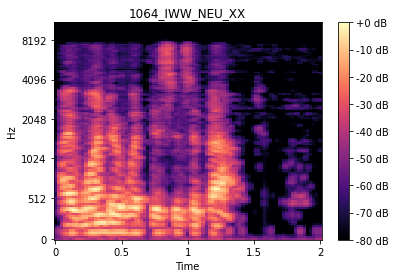 1064_IWW_NEU_XX
8192
4096
2048
1024
512
0
Hz
0
0.5
1
1.5
2
Time
+0 dB
-10 dB
-20 dB
-30 dB
-40 dB
-50 dB
-60 dB
-70 dB
-80 dB